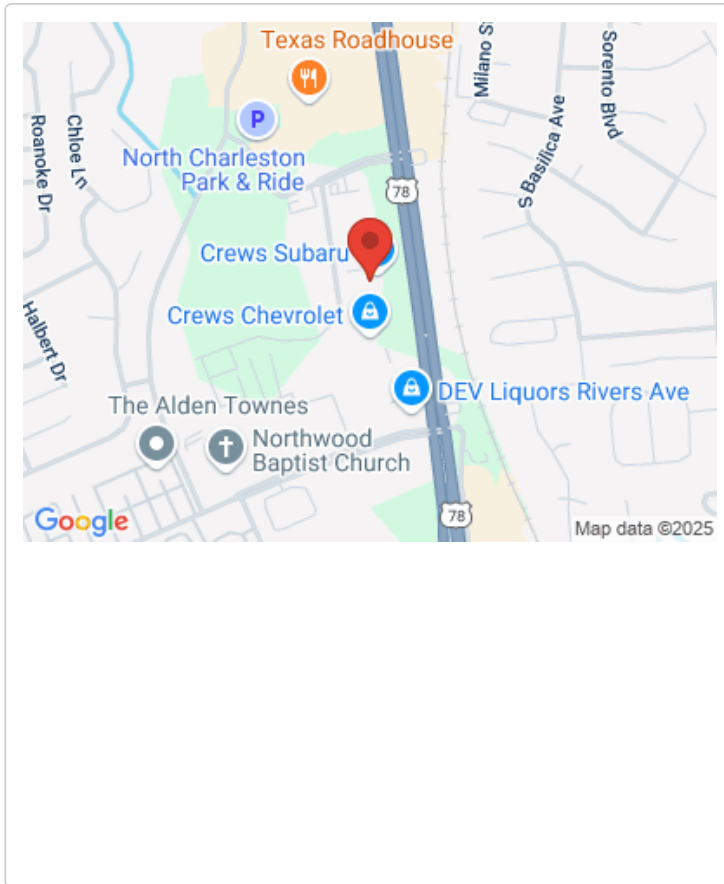 Texas Roadhouse
Milano S
Sorento Blvd
Roanoke Dr
Chloe Ln
P
North Charleston
Park & Ride
78
S Basilica Ave
Crews Subaru
Crews Chevrolet
Halbert Dr
DEV Liquors Rivers Ave
The Alden Townes
Northwood
Baptist Church
78
Google
Map data ©2025